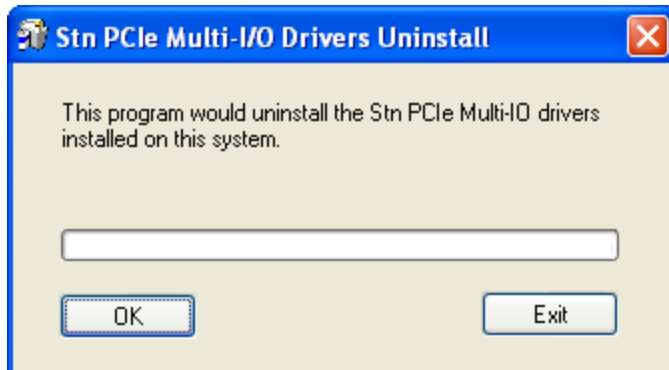 Stn PCIe Multi-I/O Drivers Uninstall
This program would uninstall the Stn PCIe Multi-IO drivers
installed on this system.
OK
Exit